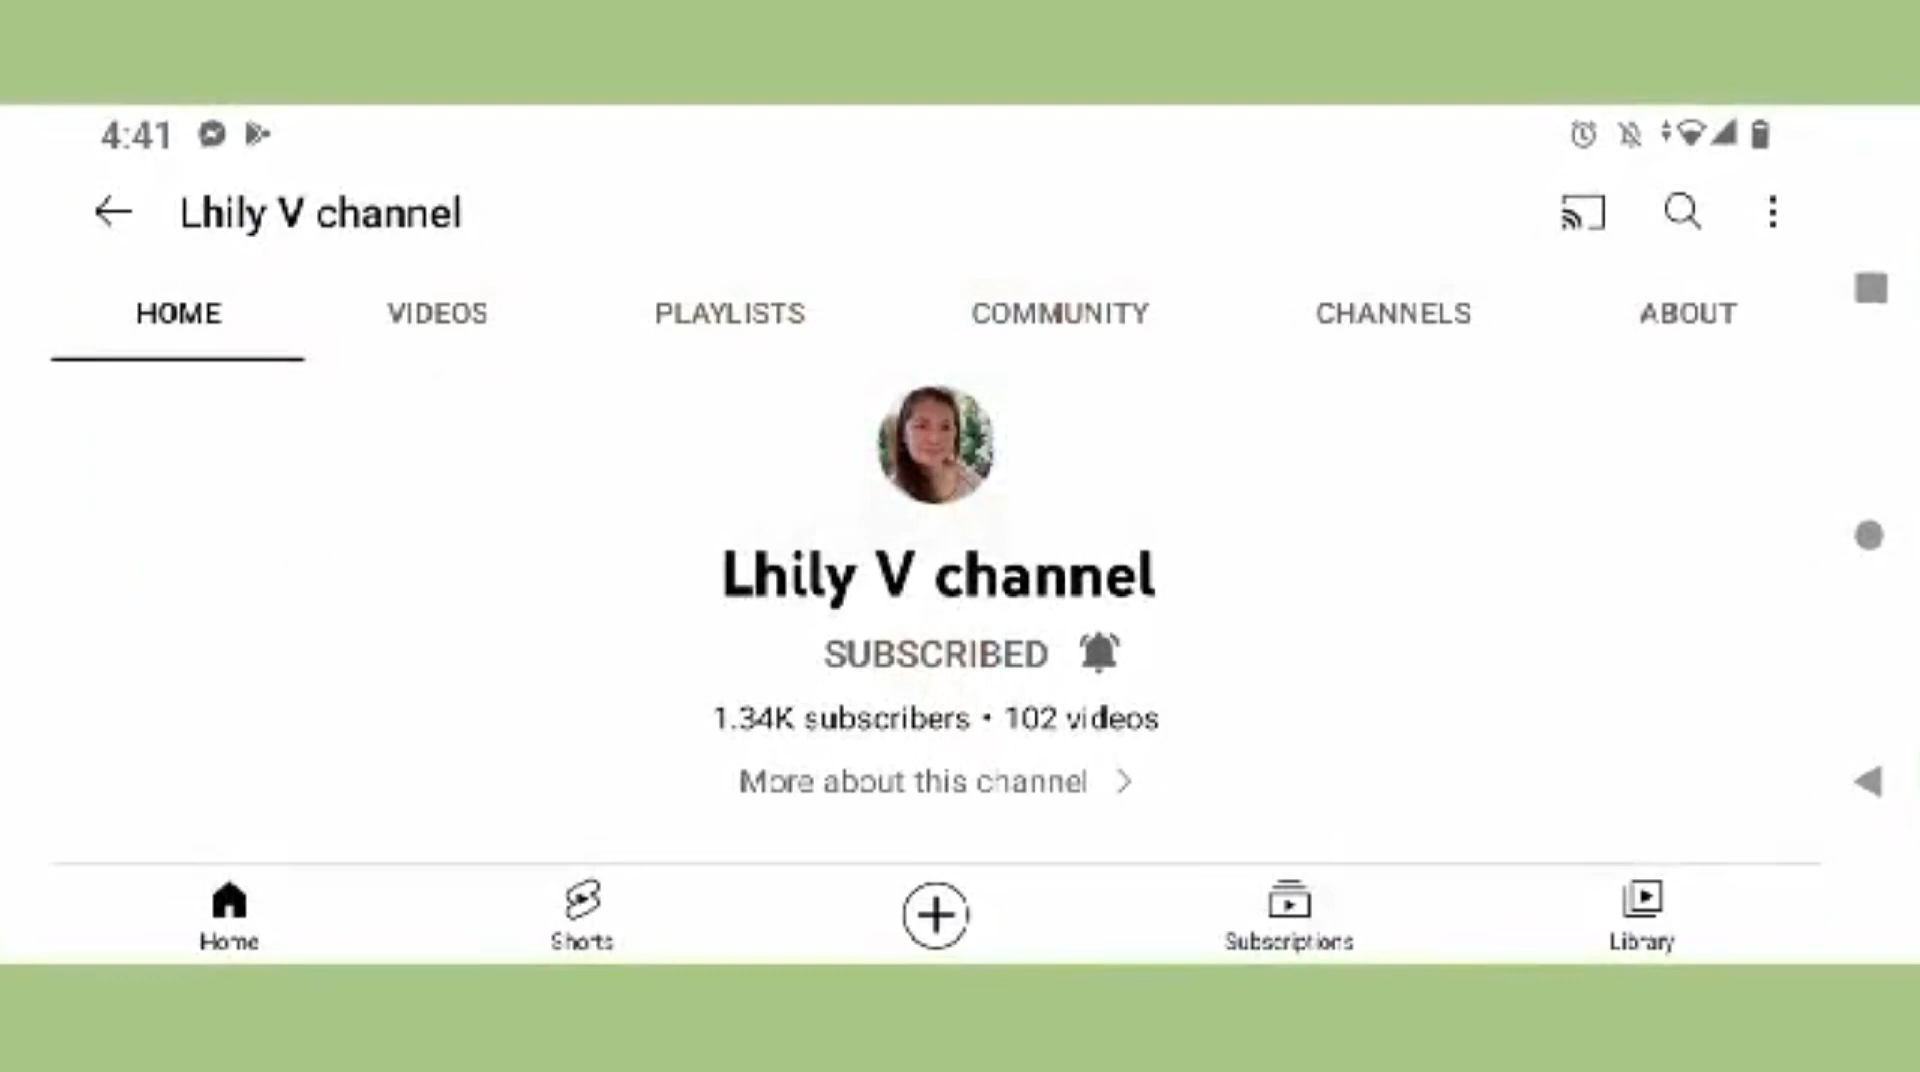 4:41
Lhily V channel
HOME VIDEOS PLAYLISTS COMMUNITY CHANNELS ABOUT
Lhily V channel
SUBSCRIBED
1.34K subscribers • 102 videos
More about this channel
Home Shorts Subscriptions Library